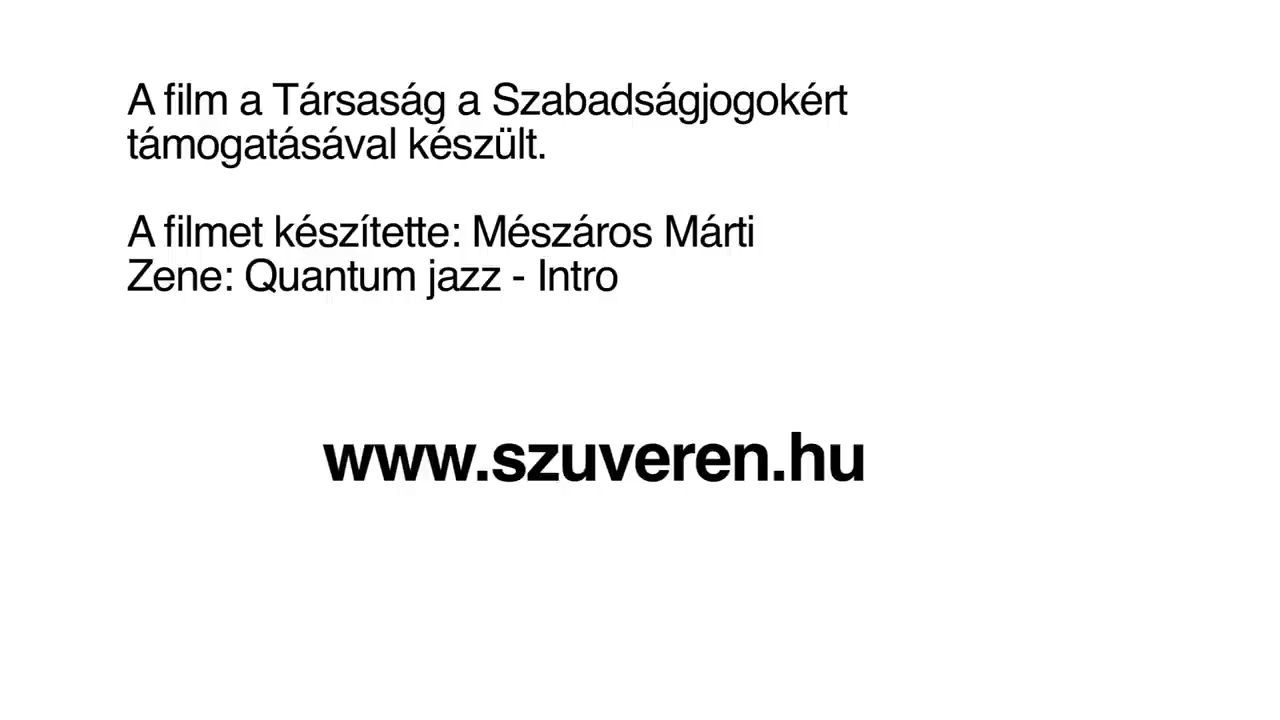 A film a Társaság a Szabadságjogokért
támogatásával készült.
A filmet készítette: Mészáros Márti
Zene: Quantum jazz - Intro
www.szuveren.hu